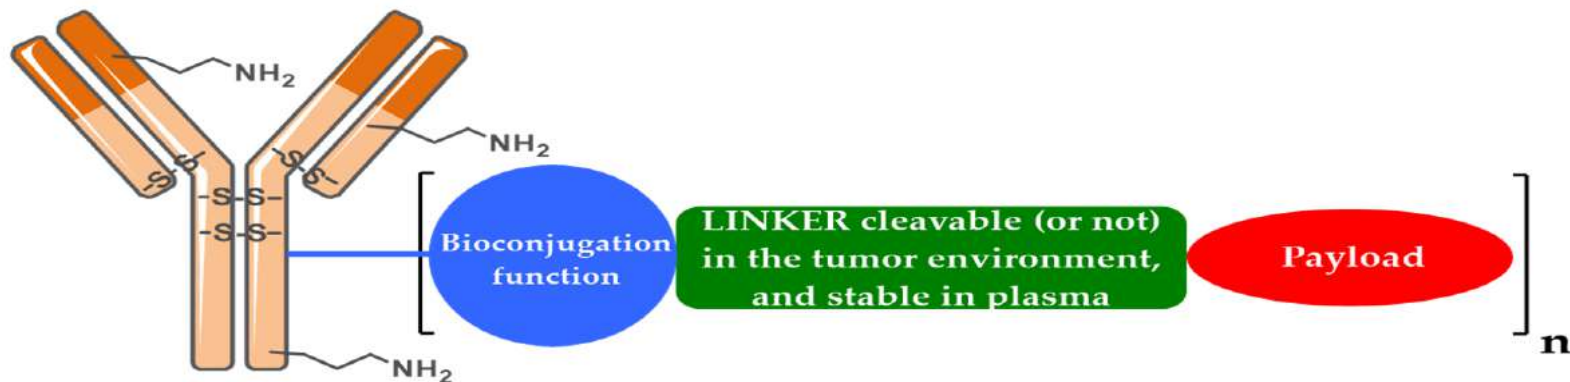 NH2
NH2
-S-S-
-S-S-
-S-S-
-S-S-
Bioconjugation
function
LINKER cleavable (or not)
in the tumor environment,
and stable in plasma
Payload
n
NH2